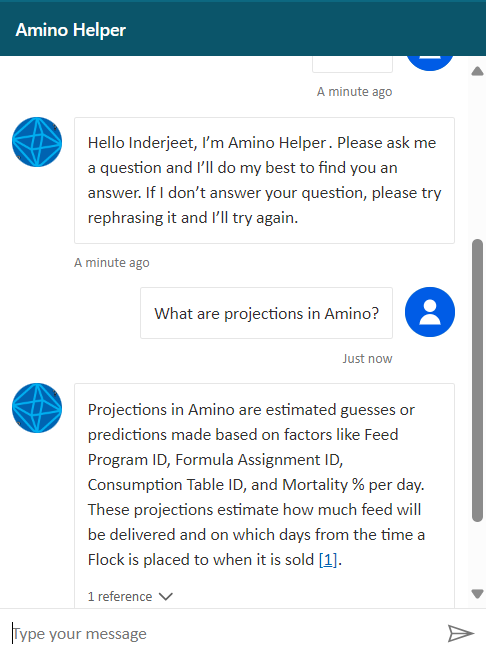 Amino Helper
A minute ago
Hello Inderjeet, I'm Amino Helper. Please ask me
a question and I'll do my best to find you an
answer. If I don't answer your question, please try
rephrasing it and I'll try again.
A minute ago
What are projections in Amino?
Just now
Projections in Amino are estimated guesses or
predictions made based on factors like Feed
Program ID, Formula Assignment ID,
Consumption Table ID, and Mortality % per day.
These projections estimate how much feed will
be delivered and on which days from the time a
Flock is placed to when it is sold [1].
1 reference
Type your message